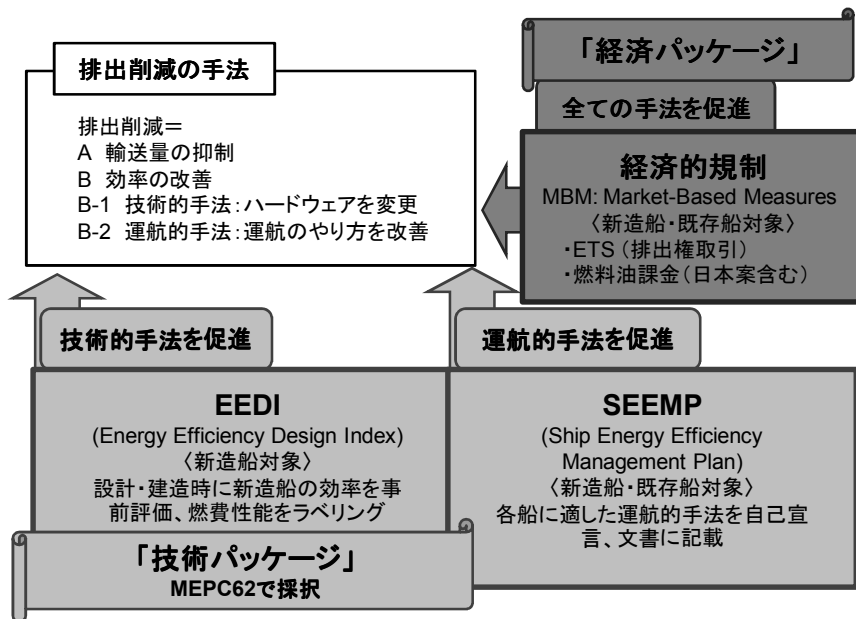 排出削減の手法
排出削減＝
A 輸送量の抑制
B 効率の改善
B-1 技術的手法：ハードウェアを変更
B-2 運航的手法：運航のやり方を改善
「経済パッケージ」
全ての手法を促進
経済的規制
MBM: Market-Based Measures
〈新造船・既存船対象〉
・ETS（排出権取引）
・燃料油課金（日本案含む）
技術的手法を促進
運航的手法を促進
EEDI
(Energy Efficiency Design Index)
〈新造船対象〉
設計・建造時に新造船の効率を事
前評価、燃費性能をラベリング
SEEMP
(Ship Energy Efficiency
Management Plan)
〈新造船・既存船対象〉
各船に適した運航的手法を自己宣
言、文書に記載
「技術パッケージ」
MEPC62で採択